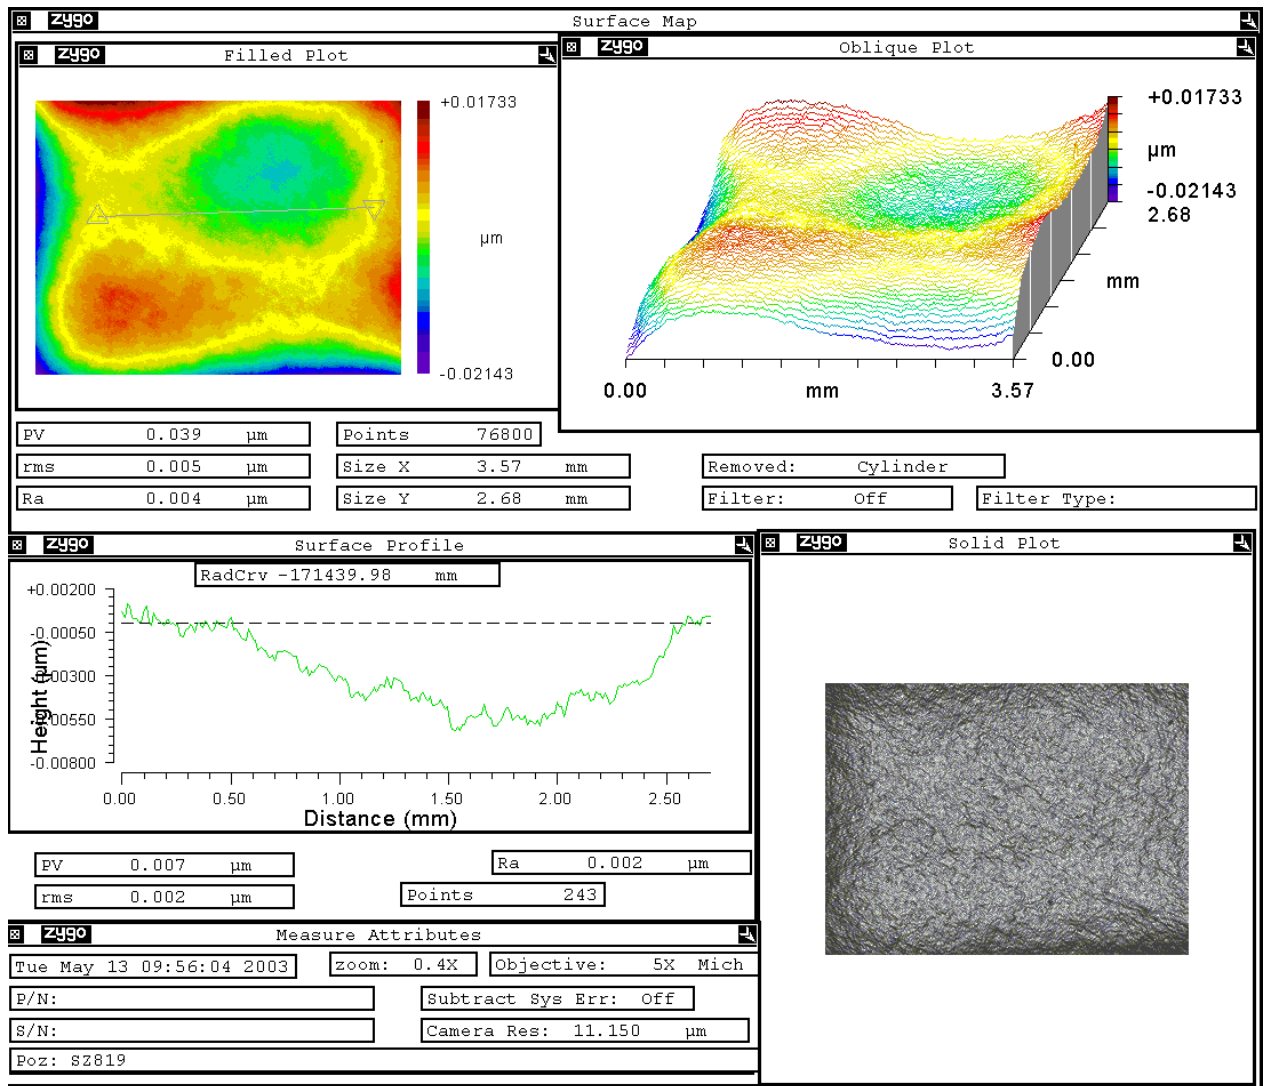 zygo Surface Map
zygo Filled Plot
+0.01733
µm
-0.02143
zygo Oblique Plot
+0.01733
µm
-0.02143
2.68
mm
0.00
0.00 mm 3.57
PV 0.039 µm
rms 0.005 µm
Ra 0.004 µm
Points 76800
Size X 3.57 mm
Size Y 2.68 mm
Removed: Cylinder
Filter: Off
Filter Type:
zygo Surface Profile
RadCrv -171439.98 mm
+0.00200
-0.00050
-0.00300
-0.00550
-0.00800
Height (µm)
0.00 0.50 1.00 1.50 2.00 2.50
Distance (mm)
PV 0.007 µm
rms 0.002 µm
Ra 0.002 µm
Points 243
zygo Solid Plot
zygo Measure Attributes
Tue May 13 09:56:04 2003
zoom: 0.4X
Objective: 5X Mich
P/N:
Subtract Sys Err: Off
S/N:
Camera Res: 11.150 µm
Poz: SZ819